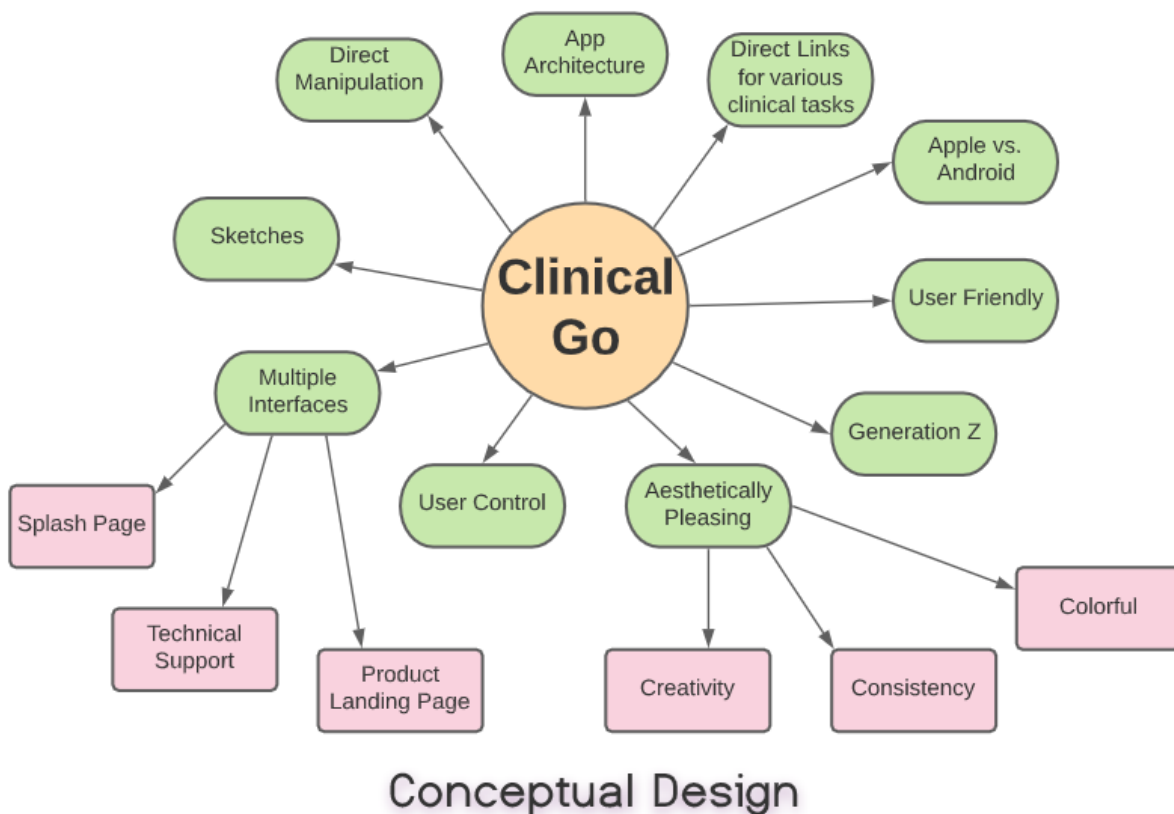 Direct
Manipulation
App
Architecture
Direct Links
for various
clinical tasks
Apple vs.
Android
Sketches
Clinical
Go
User Friendly
Multiple
Interfaces
Generation Z
User Control
Aesthetically
Pleasing
Splash Page
Technical
Support
Product
Landing Page
Creativity
Consistency
Colorful
Conceptual Design